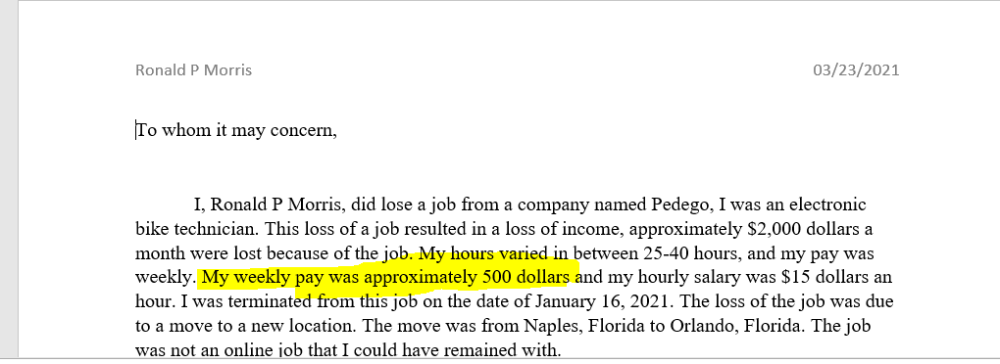 Ronald P Morris 03/23/2021
To whom it may concern,
I, Ronald P Morris, did lose a job from a company named Pedego, I was an electronic
bike technician. This loss of a job resulted in a loss of income, approximately $2,000 dollars a
month were lost because of the job. My hours varied in between 25-40 hours, and my pay was
weekly. My weekly pay was approximately 500 dollars and my hourly salary was $15 dollars an
hour. I was terminated from this job on the date of January 16, 2021. The loss of the job was due
to a move to a new location. The move was from Naples, Florida to Orlando, Florida. The job
was not an online job that I could have remained with.